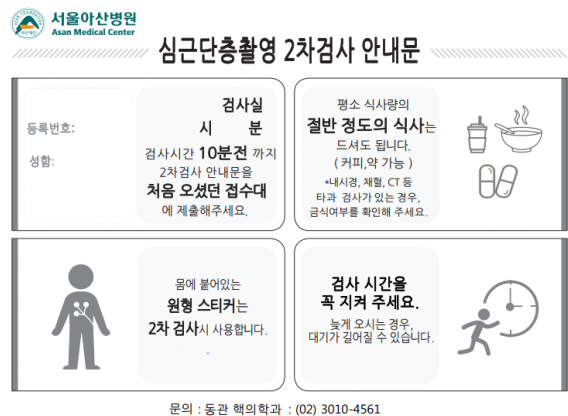 서울아산병원
Asan Medical Center
심근단층촬영 2차검사 안내문
등록번호:
성함:
검사실
시 분
검사시간 10분전 까지
2차검사 안내문을
처음 오셨던 접수대
에 제출해주세요.
평소 식사량의
절반 정도의 식사는
드셔도 됩니다.
( 커피,약 가능 )
*내시경, 채혈, CT 등
타과 검사가 있는 경우,
금식여부를 확인해 주세요.
몸에 붙어있는
원형 스티커는
2차 검사시 사용합니다.
.
검사 시간을
꼭 지켜 주세요.
늦게 오시는 경우,
대기가 길어질 수 있습니다.
문의 : 동관 핵의학과 : (02) 3010-4561